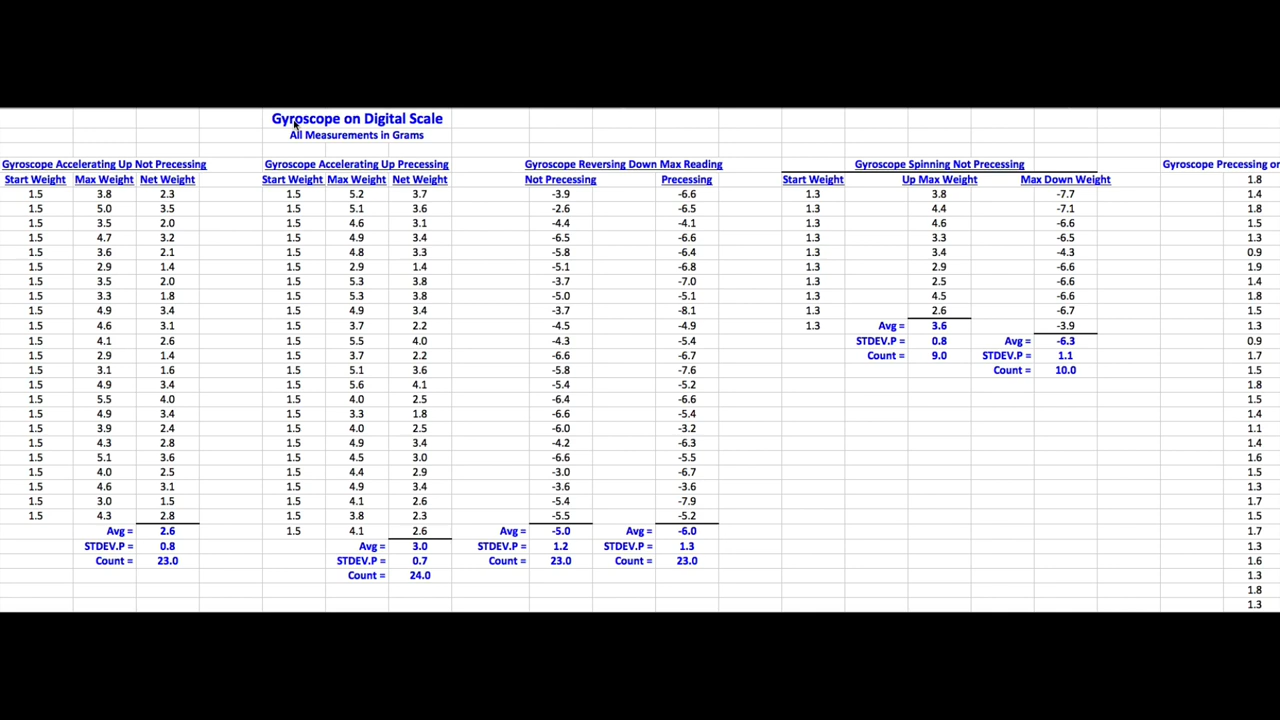 Gyroscope on Digital Scale
All Measurements in Grams
Gyroscope Accelerating Up Not Precessing Gyroscope Accelerating Up Precessing Gyroscope Reversing Down Max Reading Gyroscope Spinning Not Precessing Gyroscope Precessing or
Start Weight Max Weight Net Weight Start Weight Max Weight Net Weight Not Precessing Precessing Start Weight Up Max Weight Max Down Weight 1.8
1.5 3.8 2.3 1.5 5.2 3.7 -3.9 -6.6 1.3 3.8 -7.7 1.4
1.5 5.0 3.5 1.5 5.1 3.6 -2.6 -6.5 1.3 4.4 -7.1 1.8
1.5 3.5 2.0 1.5 4.6 3.1 -4.4 -4.1 1.3 4.6 -6.6 1.5
1.5 4.7 3.2 1.5 4.9 3.4 -6.5 -6.6 1.3 3.3 -6.5 1.3
1.5 3.6 2.1 1.5 4.8 3.3 -5.8 -6.4 1.3 3.4 -4.3 0.9
1.5 2.9 1.4 1.5 2.9 1.4 -5.1 -6.8 1.3 2.9 -6.6 1.9
1.5 3.5 2.0 1.5 5.3 3.8 -3.7 -7.0 1.3 2.5 -6.6 1.4
1.5 3.3 1.8 1.5 5.3 3.8 -5.0 -5.1 1.3 4.5 -6.6 1.8
1.5 4.9 3.4 1.5 4.9 3.4 -3.7 -8.1 1.3 2.6 -6.7 1.5
1.5 4.6 3.1 1.5 3.7 2.2 -4.5 -4.9 1.3 Avg = 3.6 -3.9 1.3
1.5 4.1 2.6 1.5 5.5 4.0 -4.3 -5.4 STDEV.P = 0.8 Avg = -6.3 0.9
1.5 2.9 1.4 1.5 3.7 2.2 -6.6 -6.7 Count = 9.0 STDEV.P = 1.1 1.7
1.5 3.1 1.6 1.5 5.1 3.6 -5.8 -7.6 Count = 10.0 1.5
1.5 4.9 3.4 1.5 5.6 4.1 -5.4 -5.2 1.8
1.5 5.5 4.0 1.5 4.0 2.5 -6.4 -6.6 1.5
1.5 4.9 3.4 1.5 3.3 1.8 -6.6 -5.4 1.4
1.5 3.9 2.4 1.5 4.0 2.5 -6.0 -3.2 1.1
1.5 4.3 2.8 1.5 4.9 3.4 -4.2 -6.3 1.4
1.5 5.1 3.6 1.5 4.5 3.0 -6.6 -5.5 1.6
1.5 4.0 2.5 1.5 4.4 2.9 -3.0 -6.7 1.5
1.5 4.6 3.1 1.5 4.9 3.4 -3.6 -3.6 1.3
1.5 3.0 1.5 1.5 4.1 2.6 -5.4 -7.9 1.7
1.5 4.3 2.8 1.5 3.8 2.3 -5.5 -5.2 1.5
Avg = 2.6 1.5 4.1 2.6 Avg = -5.0 Avg = -6.0 1.7
STDEV.P = 0.8 Avg = 3.0 STDEV.P = 1.2 STDEV.P = 1.3 1.3
Count = 23.0 STDEV.P = 0.7 Count = 23.0 Count = 23.0 1.6
Count = 24.0 1.3
1.8
1.3